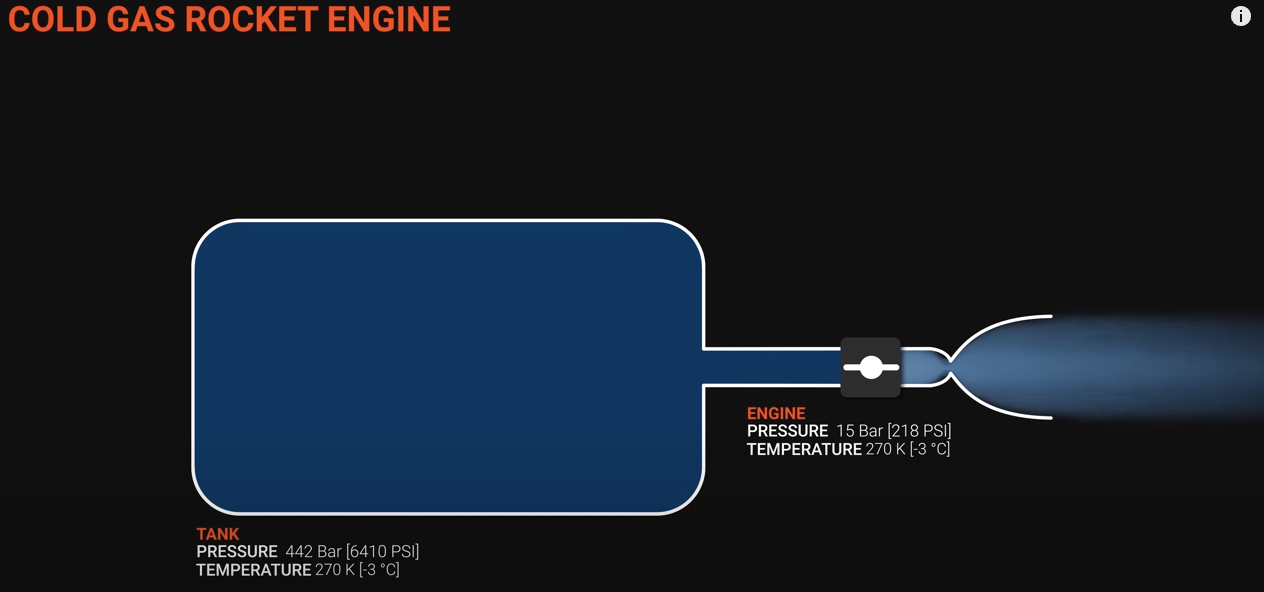 COLD GAS ROCKET ENGINE
ENGINE
PRESSURE 15 Bar [218 PSI]
TEMPERATURE 270 K [-3 °C]
TANK
PRESSURE 442 Bar [6410 PSI]
TEMPERATURE 270 K [-3 °C]